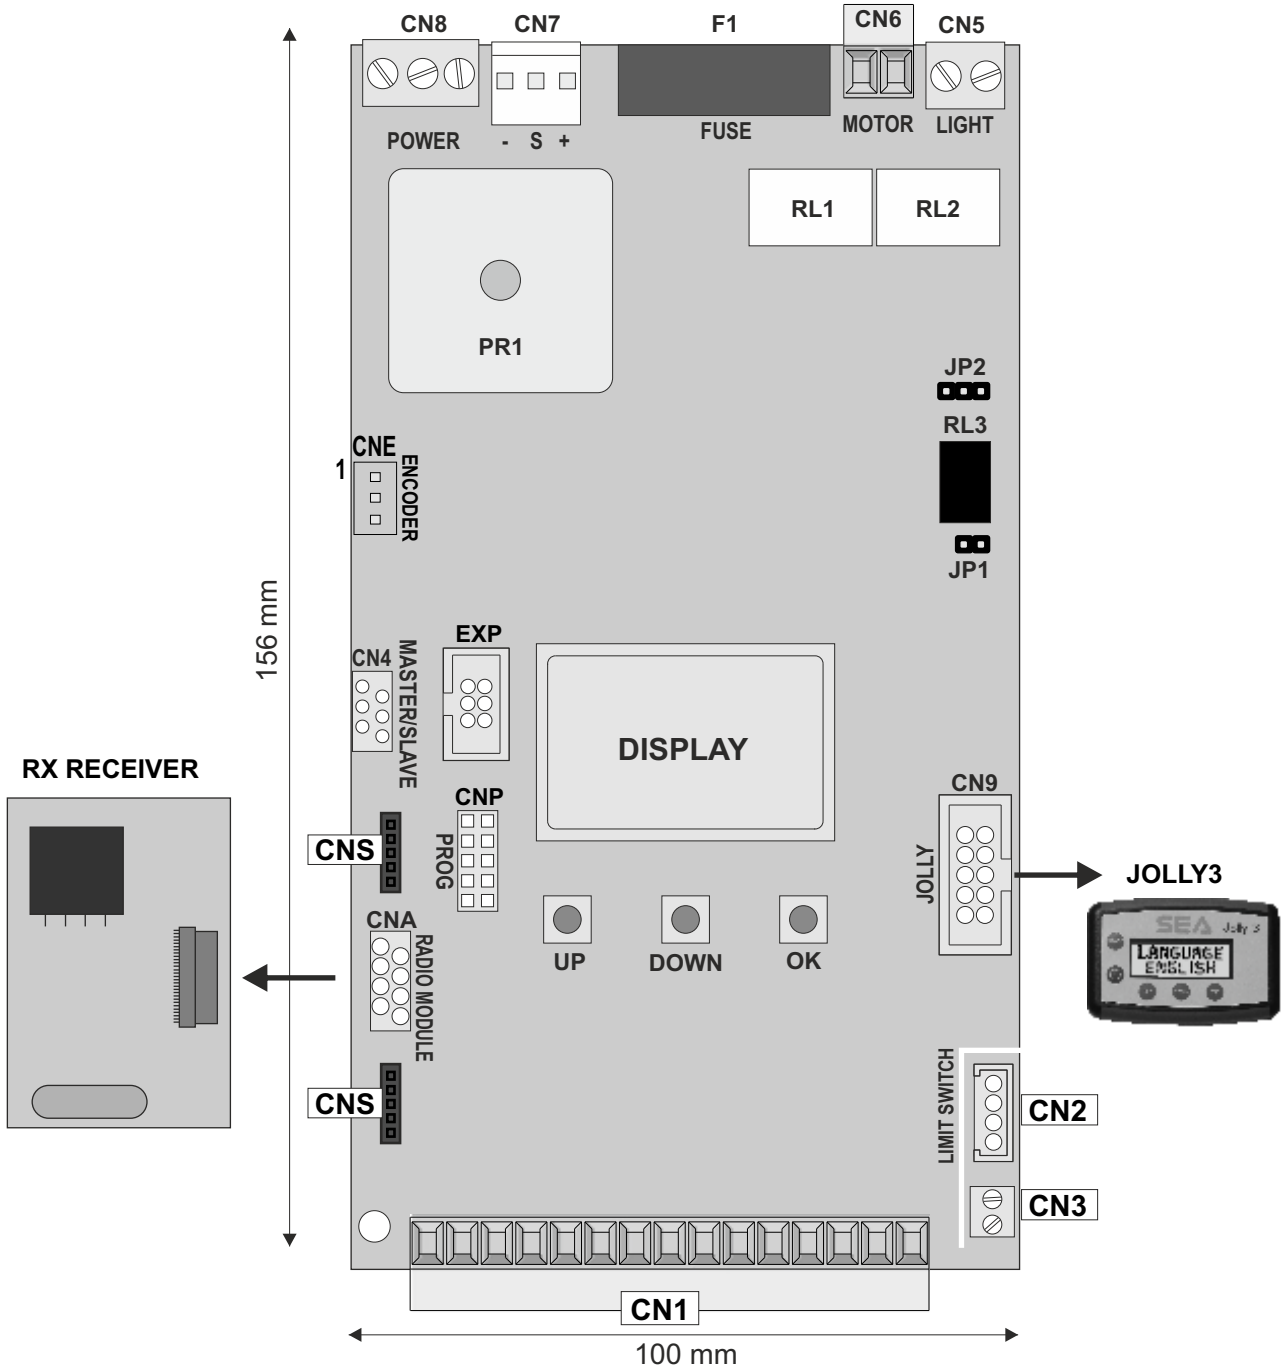 CN8
CN7
F1
CN6
CN5
POWER
- S +
FUSE
MOTOR
LIGHT
RL1
RL2
PR1
JP2
RL3
JP1
CNE
1
ENCODER
156 mm
CN4
MASTER/SLAVE
EXP
DISPLAY
RX RECEIVER
CNP
PROG
CNS
CN9
JOLLY
JOLLY3
SEA Jolly 3
LANGUAGE
ENGLISH
CNA
RADIO MODULE
UP
DOWN
OK
CNS
LIMIT SWITCH
CN2
CN3
CN1
100 mm